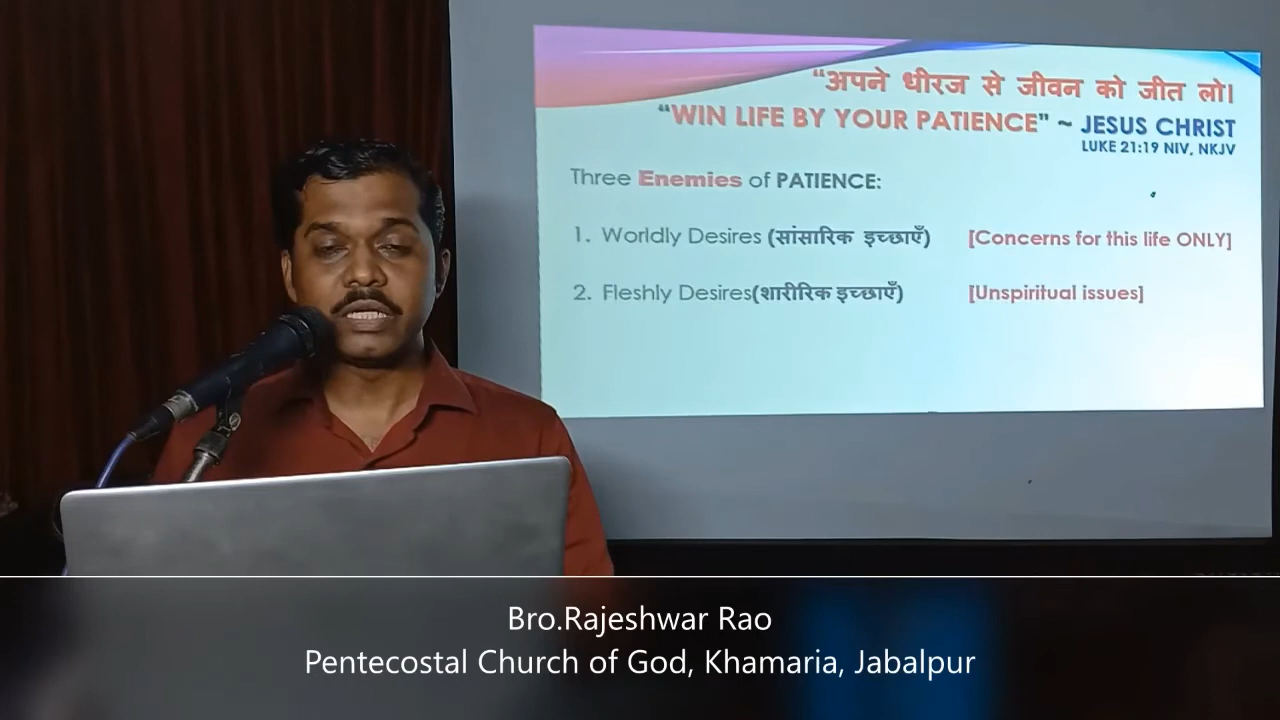 “अपने धीरज से जीवन को जीत लो।
“WIN LIFE BY YOUR PATIENCE” ~ JESUS CHRIST
LUKE 21:19 NIV, NKJV
Three Enemies of PATIENCE:
1. Worldly Desires (सांसारिक इच्छाएँ) [Concerns for this life ONLY]
2. Fleshly Desires(शारीरिक इच्छाएँ) [Unspiritual issues]
Bro.Rajeshwar Rao
Pentecostal Church of God, Khamaria, Jabalpur